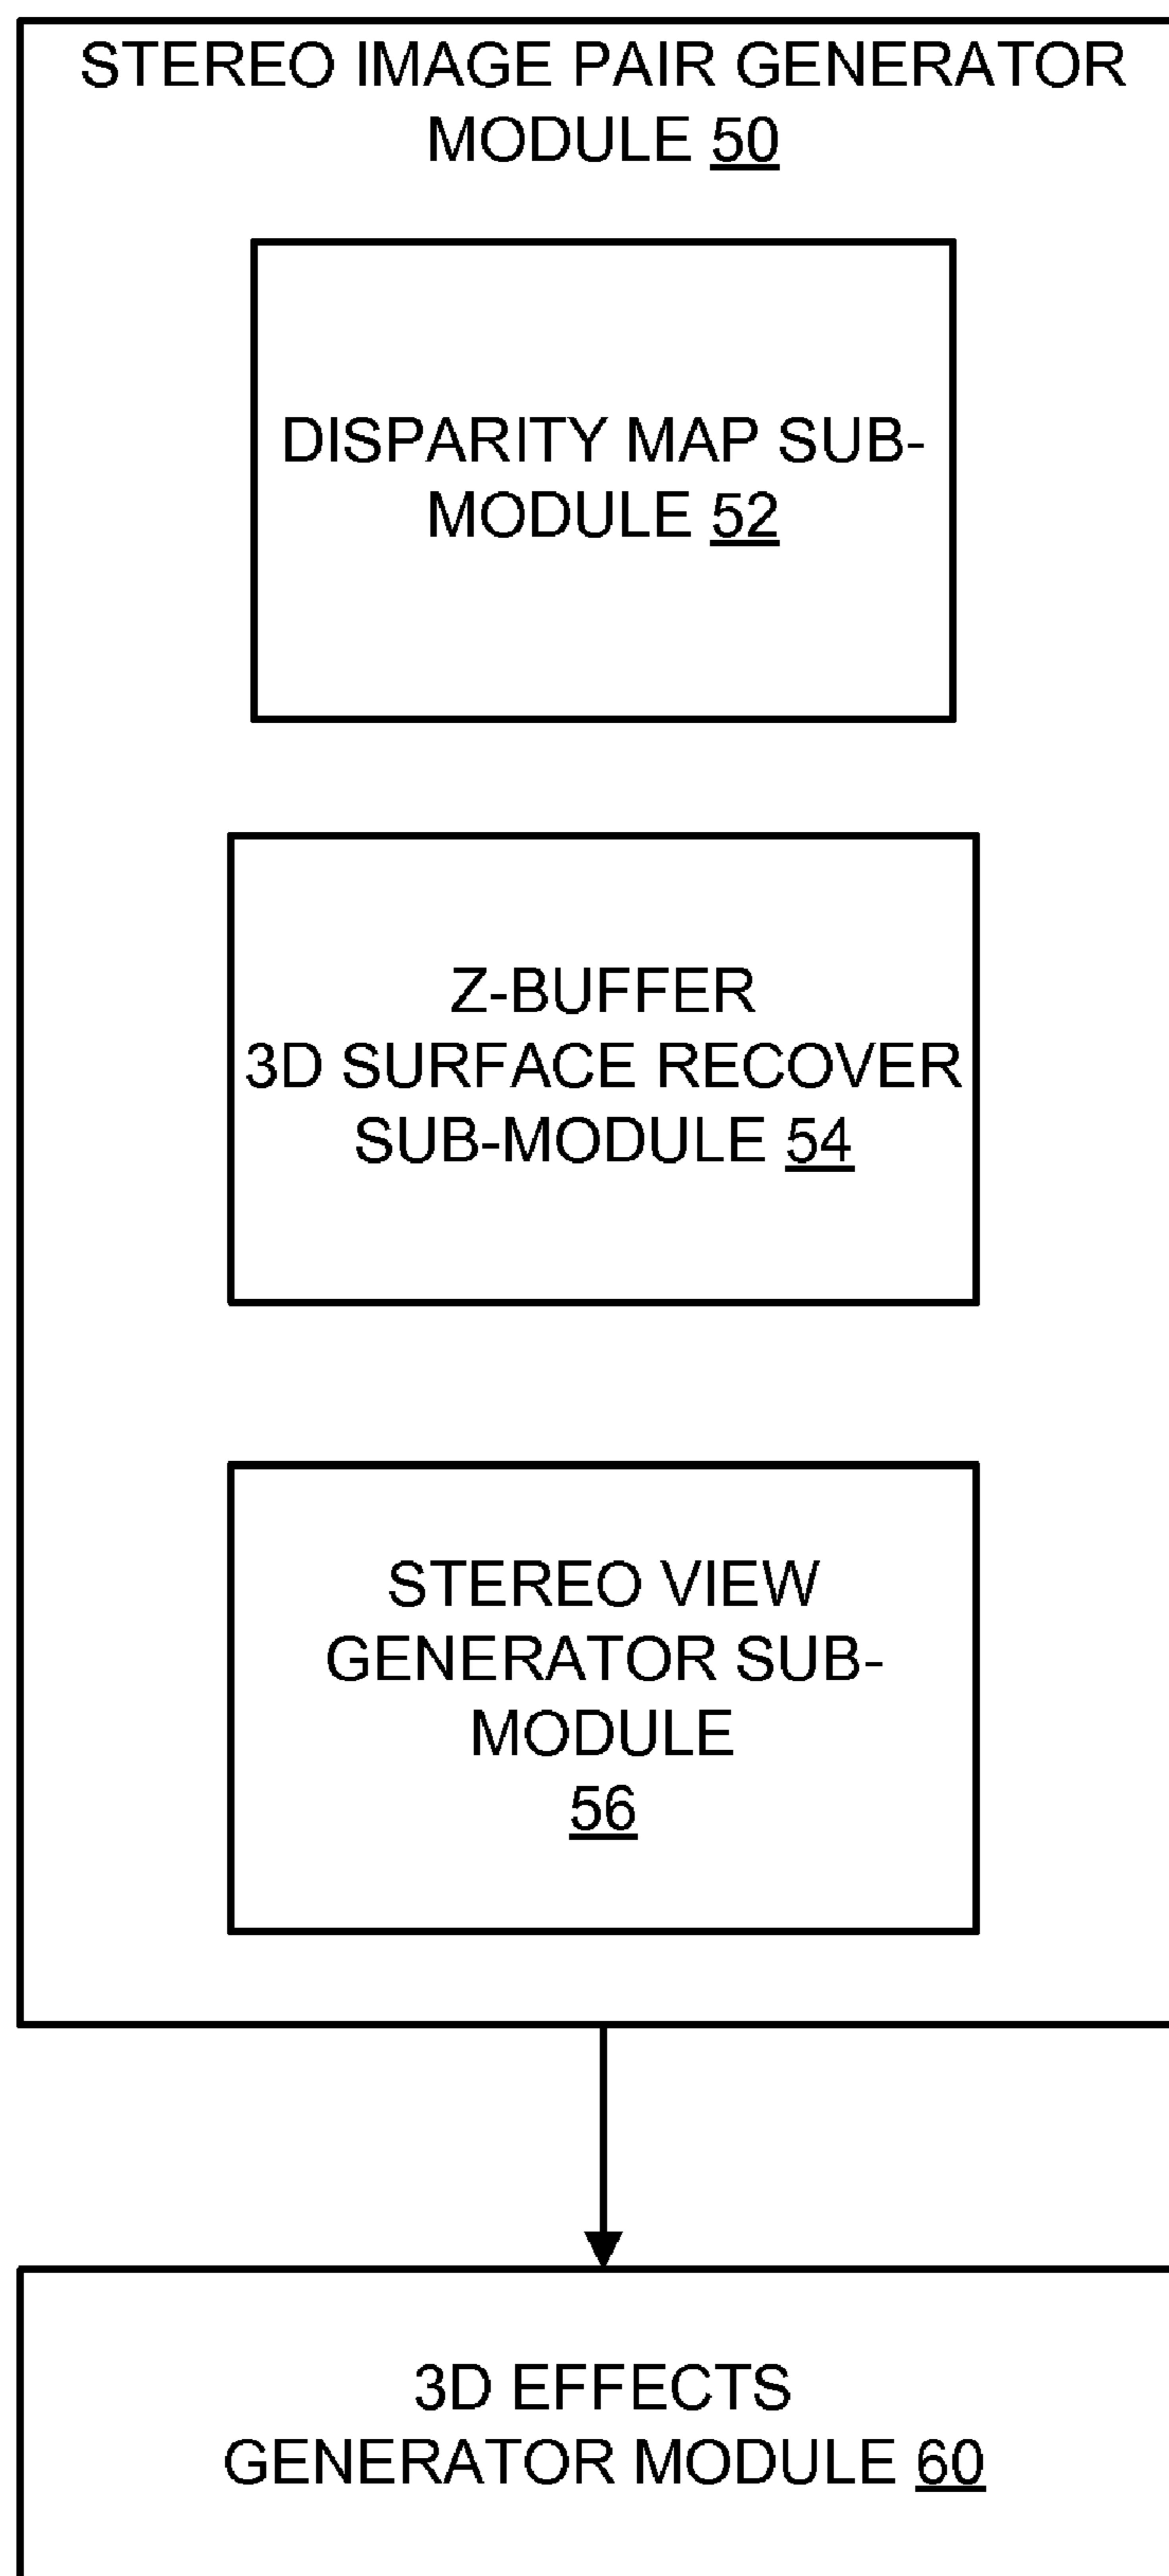 STEREO IMAGE PAIR GENERATOR
MODULE 50
DISPARITY MAP SUB-
MODULE 52
Z-BUFFER
3D SURFACE RECOVER
SUB-MODULE 54
STEREO VIEW
GENERATOR SUB-
MODULE
56
3D EFFECTS
GENERATOR MODULE 60